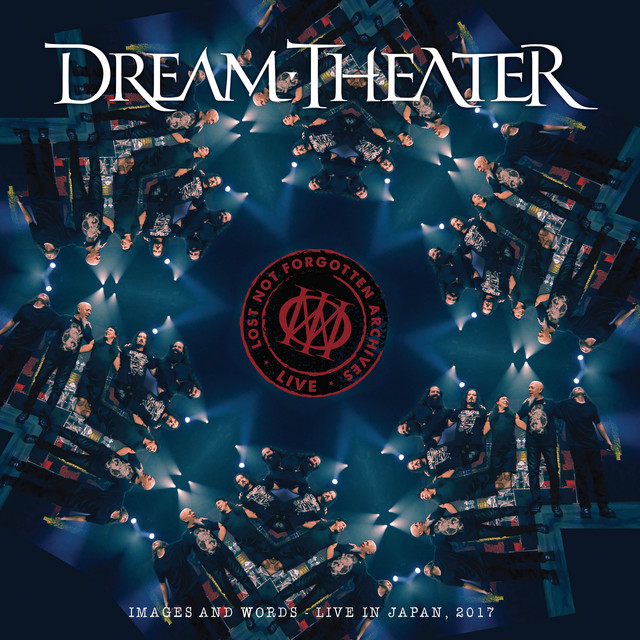 DREAM·THEATER
LOST NOT FORGOTTEN ARCHIVES
· LIVE ·
IMAGES AND WORDS - LIVE IN JAPAN, 2017